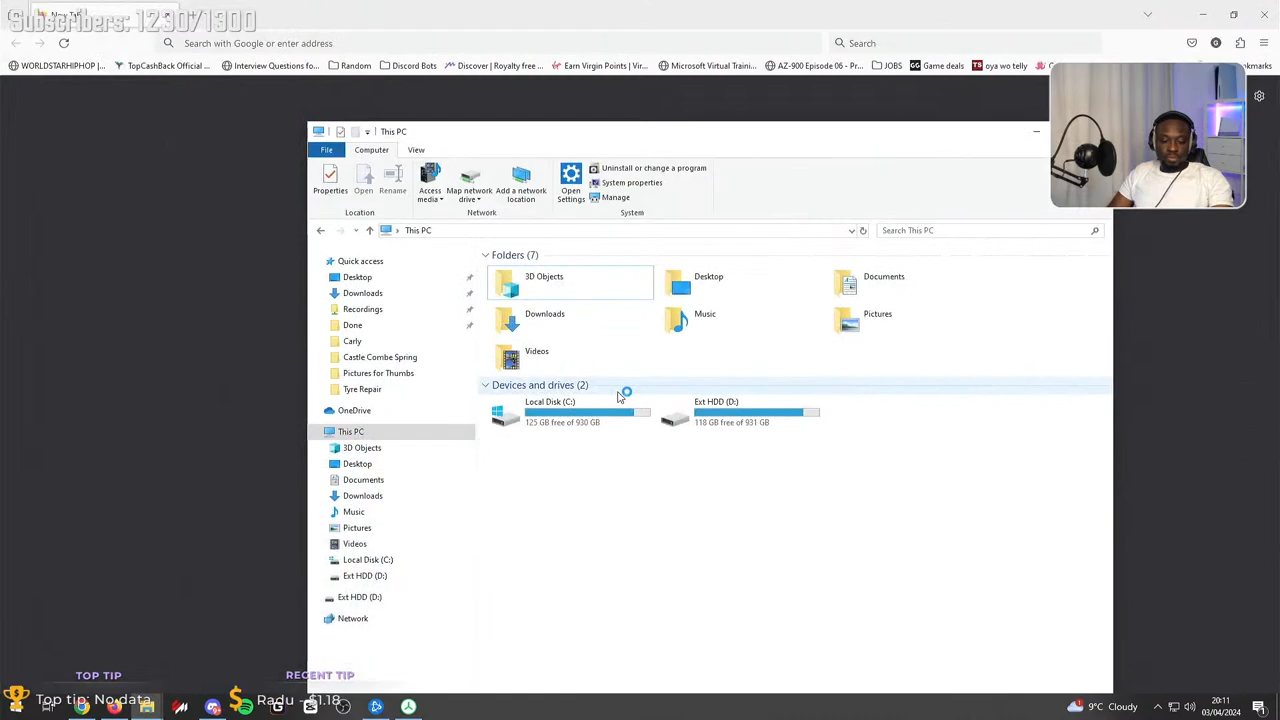 Subscribers: 1230/1300
Search with Google or enter address
Search
WORLDSTARHIPHOP | ...
TopCashBack Official ...
Interview Questions fo...
Random
Discord Bots
Discover | Royalty free ...
Earn Virgin Points | Vir...
Microsoft Virtual Traini...
AZ-900 Episode 06 - Pr...
JOBS
Game deals
oya wo telly
This PC
File
Computer
View
Properties
Open
Rename
Access media
Map network drive
Add a network location
Open Settings
Uninstall or change a program
System properties
Manage
Location
Network
System
This PC
Search This PC
Quick access
Desktop
Downloads
Recordings
Done
Carly
Castle Combe Spring
Pictures for Thumbs
Tyre Repair
OneDrive
This PC
3D Objects
Desktop
Documents
Downloads
Music
Pictures
Videos
Local Disk (C:)
Ext HDD (D:)
Ext HDD (D:)
Network
Folders (7)
3D Objects
Desktop
Documents
Downloads
Music
Pictures
Videos
Devices and drives (2)
Local Disk (C:)
125 GB free of 930 GB
Ext HDD (D:)
118 GB free of 931 GB
TOP TIP
Top tip: No data
RECENT TIP
Radu - $1.18
9°C Cloudy
20:11
03/04/2024